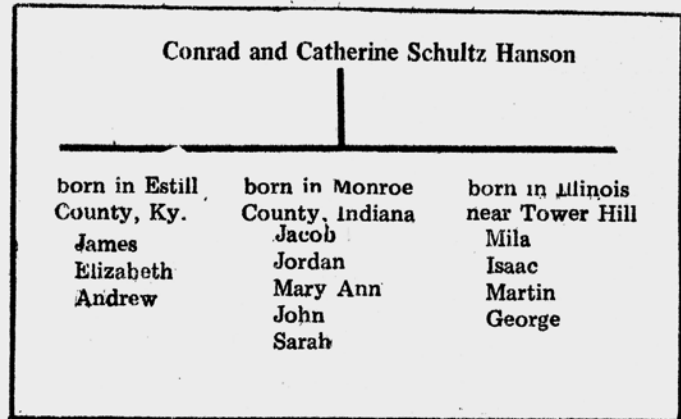 Conrad and Catherine Schultz Hanson
born in Estill
County, Ky.
James
Elizabeth
Andrew
born in Monroe
County, Indiana
Jacob
Jordan
Mary Ann
John
Sarah
born in Illinois
near Tower Hill
Mila
Isaac
Martin
George